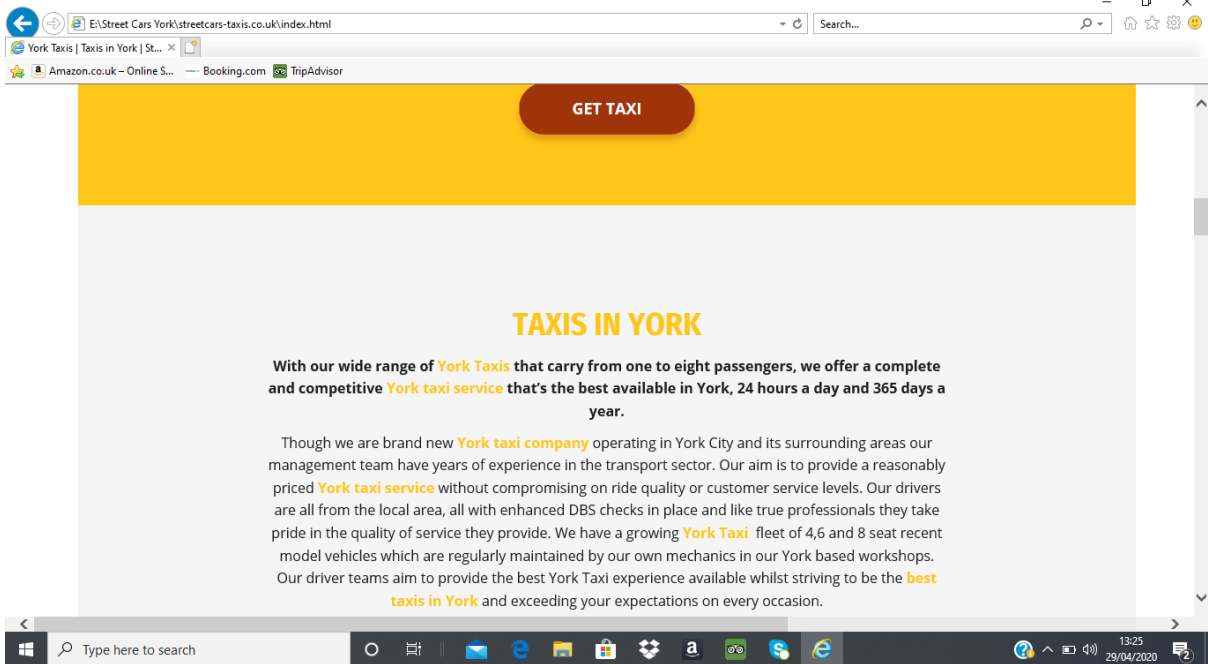 E:\Street Cars York\streetcars-taxis.co.uk\index.html
Search...
York Taxis | Taxis in York | St...
Amazon.co.uk – Online S...
Booking.com
TripAdvisor
GET TAXI
TAXIS IN YORK
With our wide range of York Taxis that carry from one to eight passengers, we offer a complete
and competitive York taxi service that's the best available in York, 24 hours a day and 365 days a
year.
Though we are brand new York taxi company operating in York City and its surrounding areas our
management team have years of experience in the transport sector. Our aim is to provide a reasonably
priced York taxi service without compromising on ride quality or customer service levels. Our drivers
are all from the local area, all with enhanced DBS checks in place and like true professionals they take
pride in the quality of service they provide. We have a growing York Taxi fleet of 4,6 and 8 seat recent
model vehicles which are regularly maintained by our own mechanics in our York based workshops.
Our driver teams aim to provide the best York Taxi experience available whilst striving to be the best
taxis in York and exceeding your expectations on every occasion.
Type here to search
13:25
29/04/2020
2